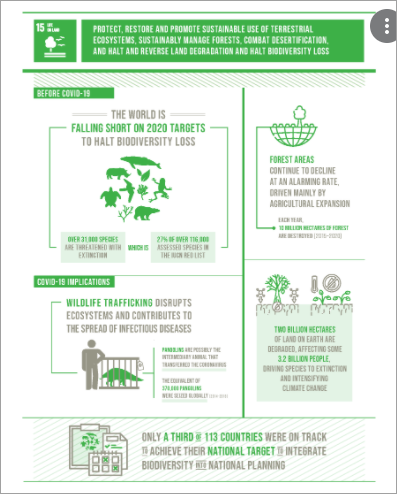 15 LIFE
ON LAND
PROTECT, RESTORE AND PROMOTE SUSTAINABLE USE OF TERRESTRIAL
ECOSYSTEMS, SUSTAINABLY MANAGE FORESTS, COMBAT DESERTIFICATION,
AND HALT AND REVERSE LAND DEGRADATION AND HALT BIODIVERSITY LOSS
BEFORE COVID-19
THE WORLD IS
FALLING SHORT ON 2020 TARGETS
TO HALT BIODIVERSITY LOSS
OVER 31,000 SPECIES
ARE THREATENED WITH
EXTINCTION
WHICH IS
27% OF OVER 116,000
ASSESSED SPECIES IN
THE IUCN RED LIST
FOREST AREAS
CONTINUE TO DECLINE
AT AN ALARMING RATE,
DRIVEN MAINLY BY
AGRICULTURAL EXPANSION
EACH YEAR,
10 MILLION HECTARES OF FOREST
ARE DESTROYED (2015-2020)
COVID-19 IMPLICATIONS
WILDLIFE TRAFFICKING DISRUPTS
ECOSYSTEMS AND CONTRIBUTES TO
THE SPREAD OF INFECTIOUS DISEASES
PANGOLINS ARE POSSIBLY THE
INTERMEDIARY ANIMAL THAT
TRANSFERRED THE CORONAVIRUS
THE EQUIVALENT OF
370,000 PANGOLINS
WERE SEIZED GLOBALLY (2014-2018)
TWO BILLION HECTARES
OF LAND ON EARTH ARE
DEGRADED, AFFECTING SOME
3.2 BILLION PEOPLE,
DRIVING SPECIES TO EXTINCTION
AND INTENSIFYING
CLIMATE CHANGE
ONLY A THIRD OF 113 COUNTRIES WERE ON TRACK
TO ACHIEVE THEIR NATIONAL TARGET TO INTEGRATE
BIODIVERSITY INTO NATIONAL PLANNING